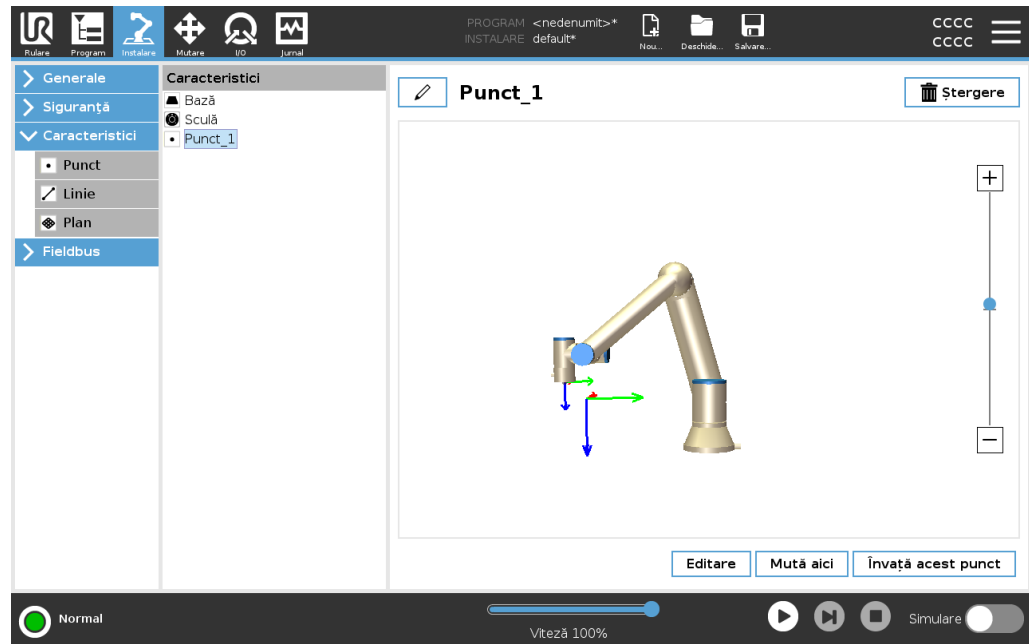 UR
Rulare
Program
Instalare
Mutare
I/O
Jurnal
PROGRAM <nedenumit>*
INSTALARE default*
Nou...
Deschide...
Salvare...
CCCC
CCCC
Generale
Siguranță
Caracteristici
Punct
Linie
Plan
Fieldbus
Caracteristici
Bază
Sculă
Punct_1
Punct_1
Ștergere
Editare
Mută aici
Învață acest punct
Normal
Viteză 100%
Simulare